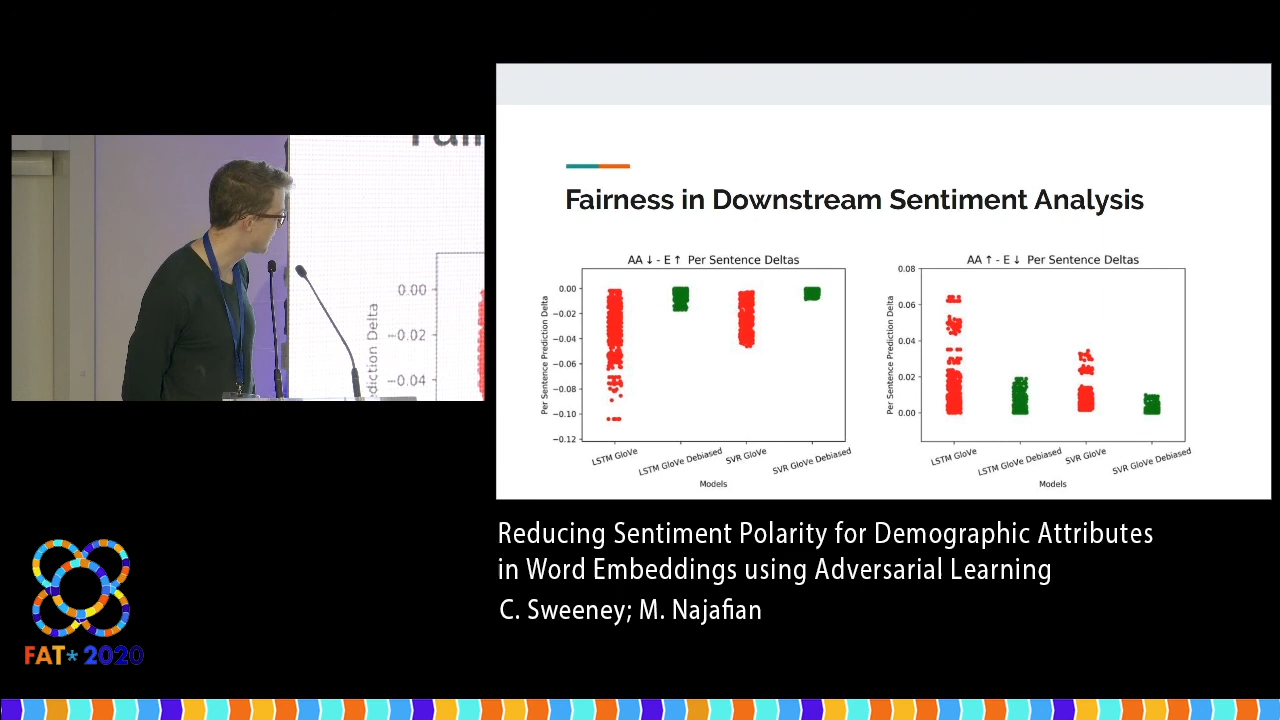 Fairness in Downstream Sentiment Analysis
AA ↓ - E ↑ Per Sentence Deltas
Per Sentence Prediction Delta
0.00
−0.02
−0.04
−0.06
−0.08
−0.10
−0.12
LSTM GloVe
LSTM GloVe Debiased
SVR GloVe
SVR GloVe Debiased
Models
AA ↑ - E ↓ Per Sentence Deltas
Per Sentence Prediction Delta
0.08
0.06
0.04
0.02
0.00
LSTM GloVe
LSTM GloVe Debiased
SVR GloVe
SVR GloVe Debiased
Models
0.00
−0.02
−0.04
Reducing Sentiment Polarity for Demographic Attributes
in Word Embeddings using Adversarial Learning
C. Sweeney; M. Najafian
FAT* 2020